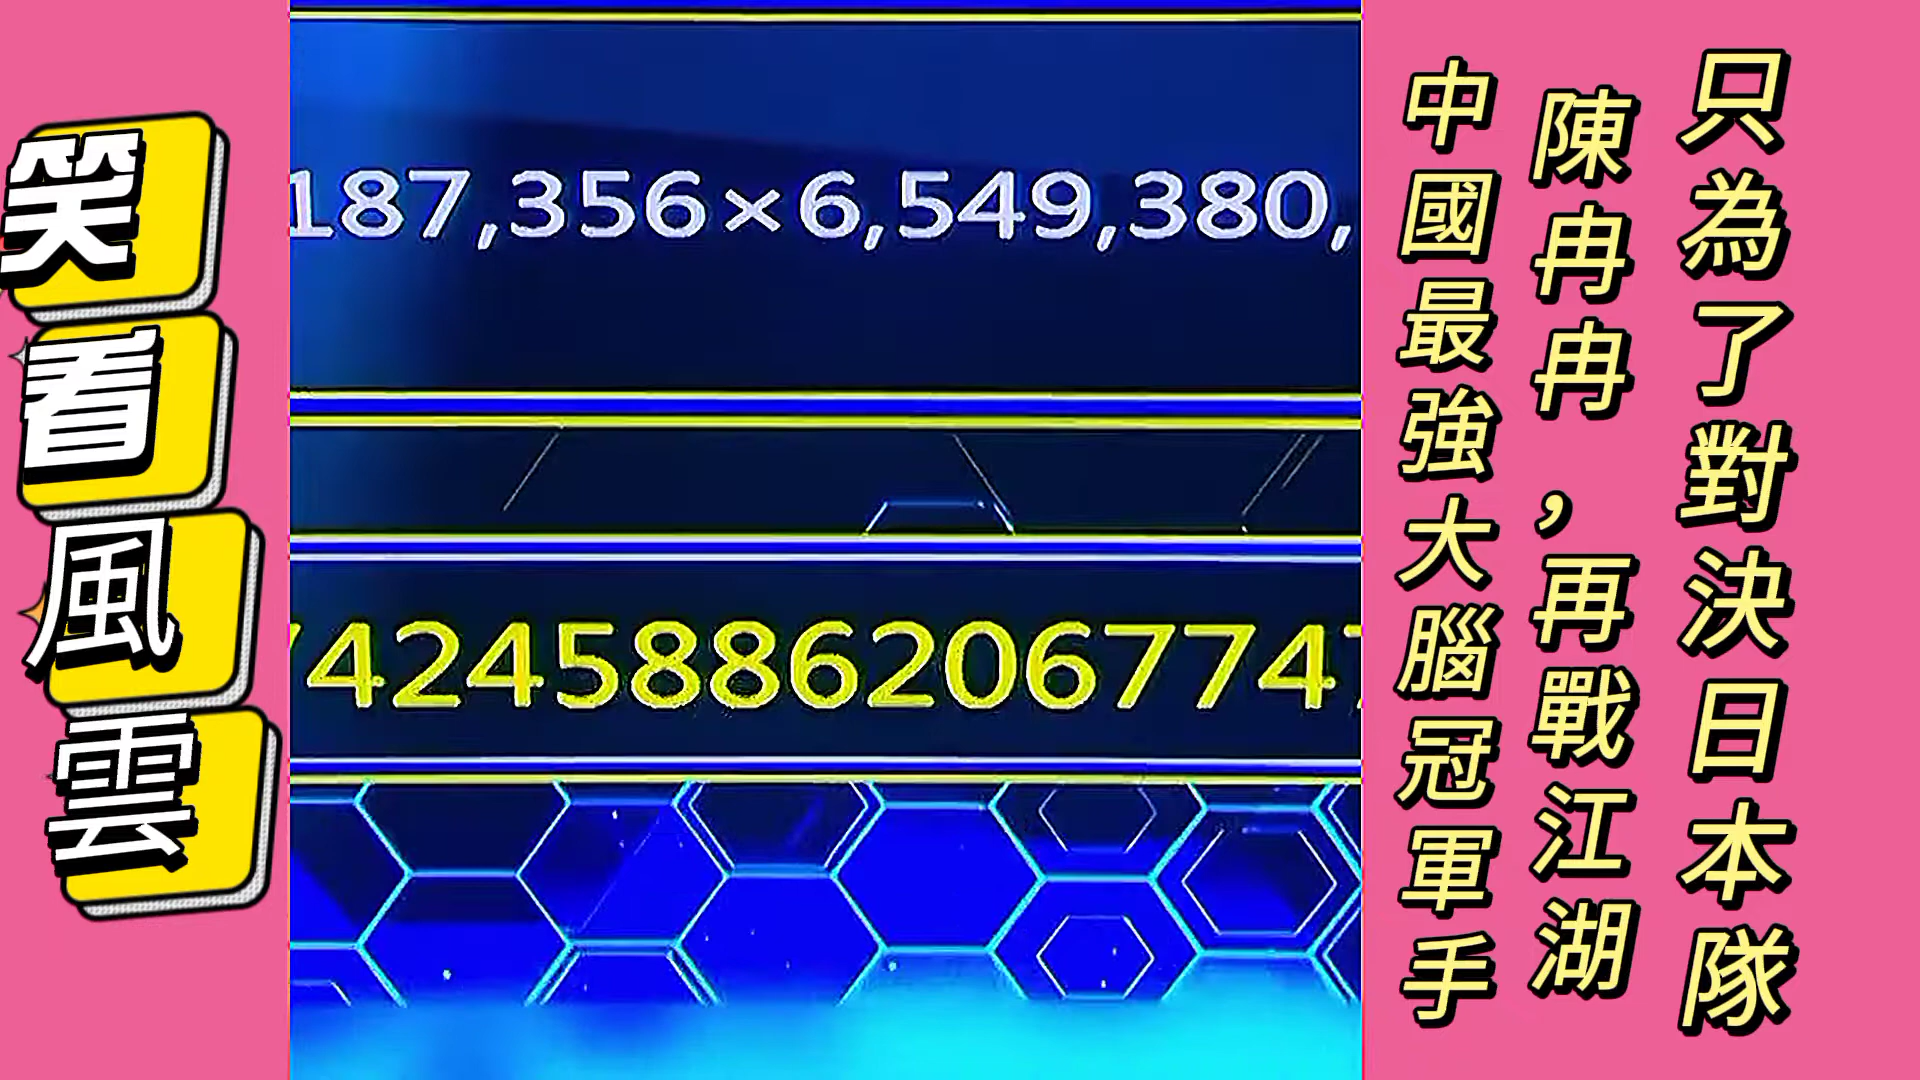 笑看風雲
187,356×6,549,380,
4245886206774
只為了對決日本隊
陳冉冉，再戰江湖
中國最強大腦冠軍手